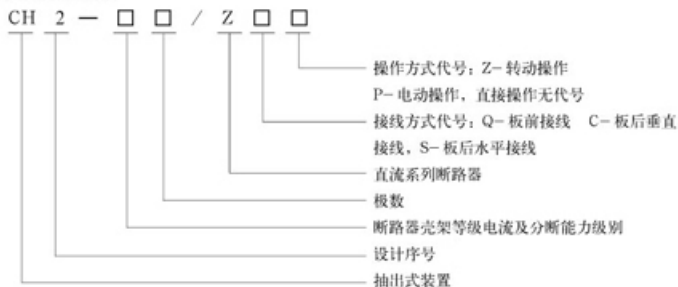 CH 2 — □ □ / Z □ □
操作方式代号：Z—转动操作
P—电动操作，直接操作无代号
接线方式代号：Q—板前接线 C—板后垂直
接线，S—板后水平接线
直流系列断路器
极数
断路器壳架等级电流及分断能力级别
设计序号
抽出式装置